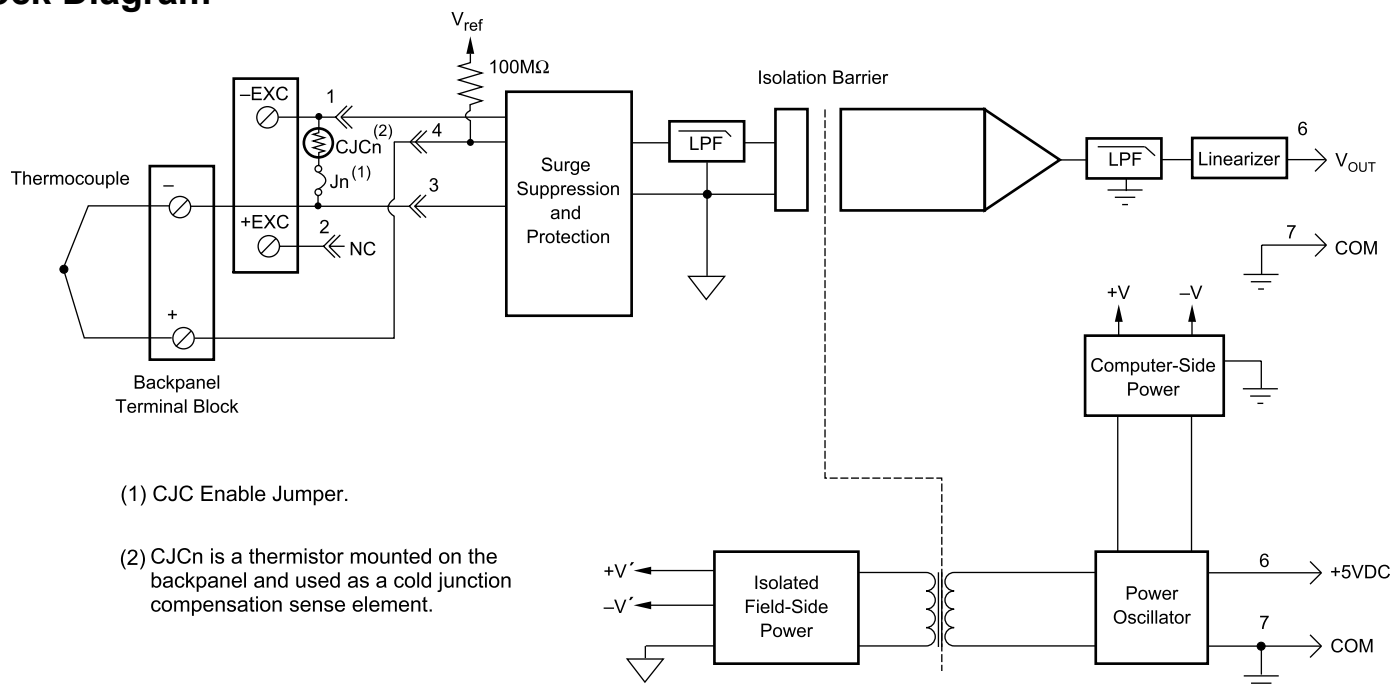 Block Diagram
Vref
100MΩ
Isolation Barrier
–EXC
1
CJCn(2)
4
Jn(1)
3
+EXC
2
NC
Thermocouple
–
+
Backpanel
Terminal Block
Surge
Suppression
and
Protection
LPF
LPF
Linearizer
6
VOUT
7
COM
+V
–V
Computer-Side
Power
(1) CJC Enable Jumper.
(2) CJCn is a thermistor mounted on the
backpanel and used as a cold junction
compensation sense element.
+V´
–V´
Isolated
Field-Side
Power
Power
Oscillator
6
+5VDC
7
COM